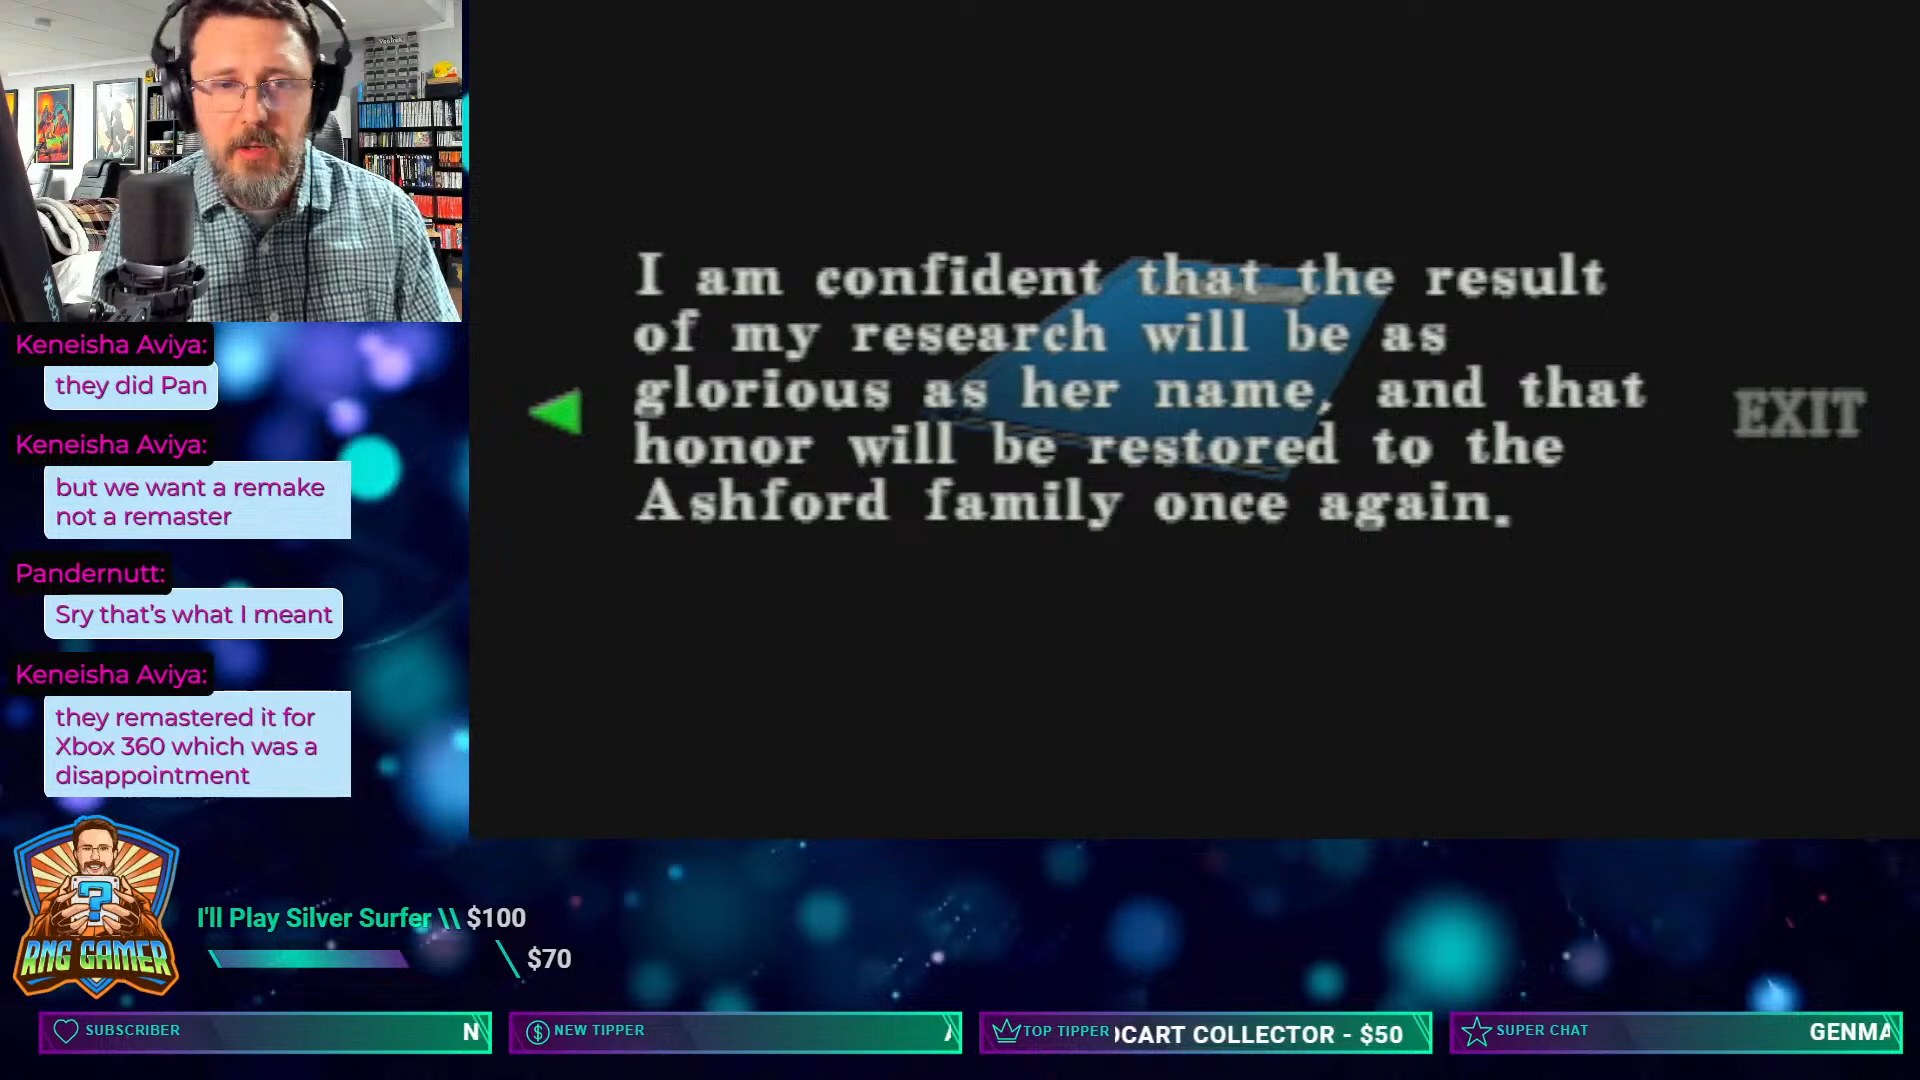 I am confident that the result
of my research will be as
glorious as her name, and that
honor will be restored to the
Ashford family once again.
EXIT
Keneisha Aviya:
they did Pan
Keneisha Aviya:
but we want a remake
not a remaster
Pandernutt:
Sry that's what I meant
Keneisha Aviya:
they remastered it for
Xbox 360 which was a
disappointment
?
RNG GAMER
I'll Play Silver Surfer \\ $100
$70
SUBSCRIBER N
NEW TIPPER
TOP TIPPER CART COLLECTOR - $50
SUPER CHAT GENMA